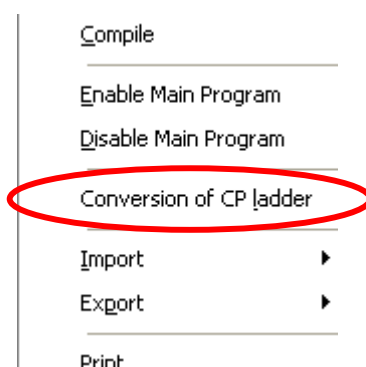 Compile
Enable Main Program
Disable Main Program
Conversion of CP ladder
Import
Export
Print